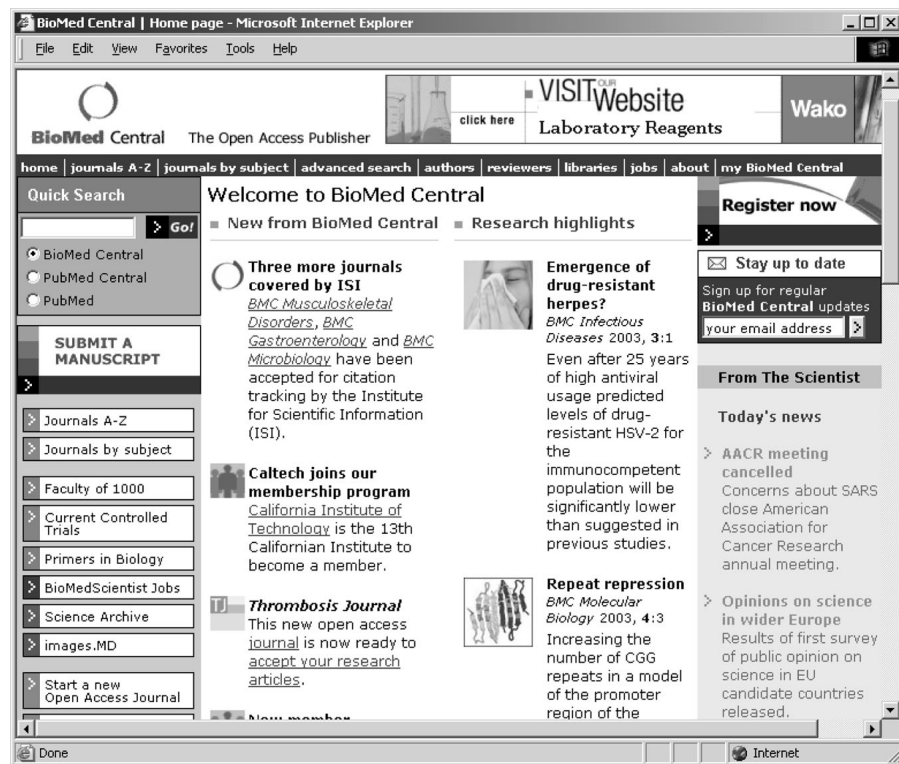 BioMed Central | Home page - Microsoft Internet Explorer
File Edit View Favorites Tools Help
BioMed Central The Open Access Publisher
click here
VISIT OUR Website
Laboratory Reagents
Wako
home | journals A-Z | journals by subject | advanced search | authors | reviewers | libraries | jobs | about | my BioMed Central
Quick Search
Go!
BioMed Central
PubMed Central
PubMed
SUBMIT A
MANUSCRIPT
Journals A-Z
Journals by subject
Faculty of 1000
Current Controlled
Trials
Primers in Biology
BioMedScientist Jobs
Science Archive
images.MD
Start a new
Open Access Journal
Welcome to BioMed Central
New from BioMed Central
Three more journals
covered by ISI
BMC Musculoskeletal
Disorders, BMC
Gastroenterology and BMC
Microbiology have been
accepted for citation
tracking by the Institute
for Scientific Information
(ISI).
Caltech joins our
membership program
California Institute of
Technology is the 13th
Californian Institute to
become a member.
TJ
Thrombosis Journal
This new open access
journal is now ready to
accept your research
articles.
New member
Research highlights
Emergence of
drug-resistant
herpes?
BMC Infectious
Diseases 2003, 3:1
Even after 25 years
of high antiviral
usage predicted
levels of drug-
resistant HSV-2 for
the
immunocompetent
population will be
significantly lower
than suggested in
previous studies.
Repeat repression
BMC Molecular
Biology 2003, 4:3
Increasing the
number of CGG
repeats in a model
of the promoter
region of the
Register now
Stay up to date
Sign up for regular
BioMed Central updates
your email address
From The Scientist
Today's news
AACR meeting
cancelled
Concerns about SARS
close American
Association for
Cancer Research
annual meeting.
Opinions on science
in wider Europe
Results of first survey
of public opinion on
science in EU
candidate countries
released.
Done
Internet